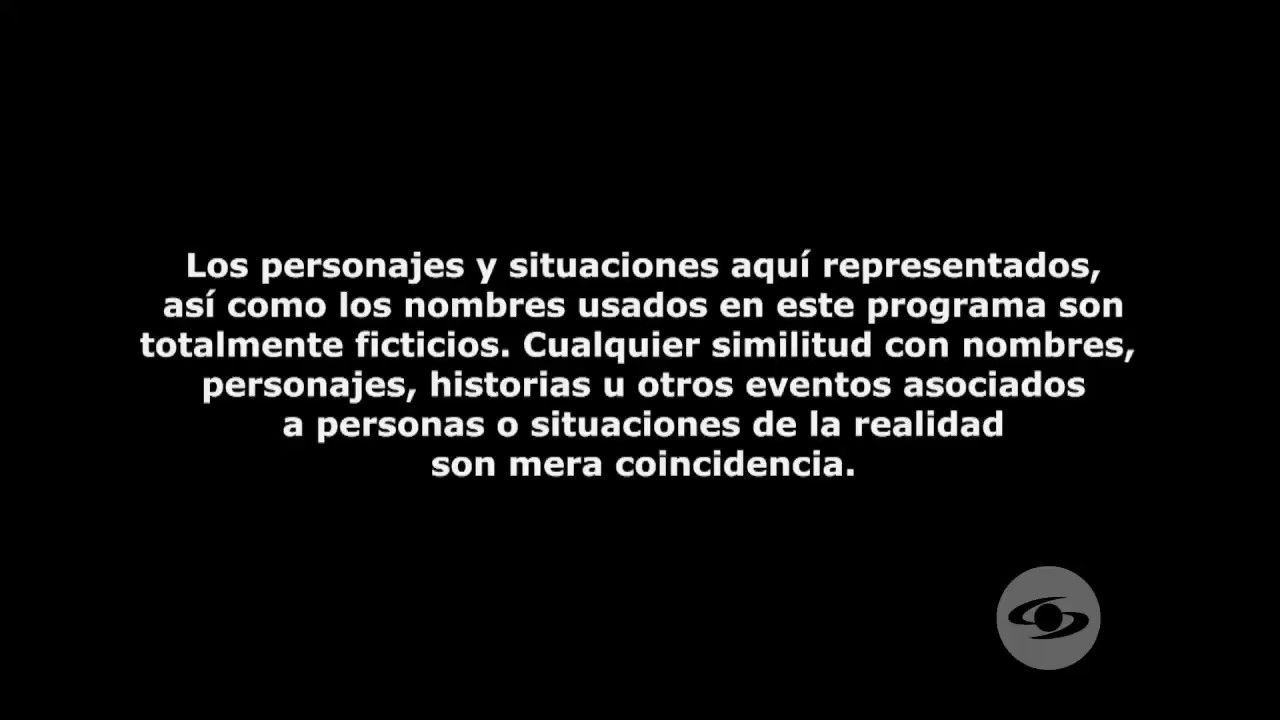 Los personajes y situaciones aquí representados,
así como los nombres usados en este programa son
totalmente ficticios. Cualquier similitud con nombres,
personajes, historias u otros eventos asociados
a personas o situaciones de la realidad
son mera coincidencia.